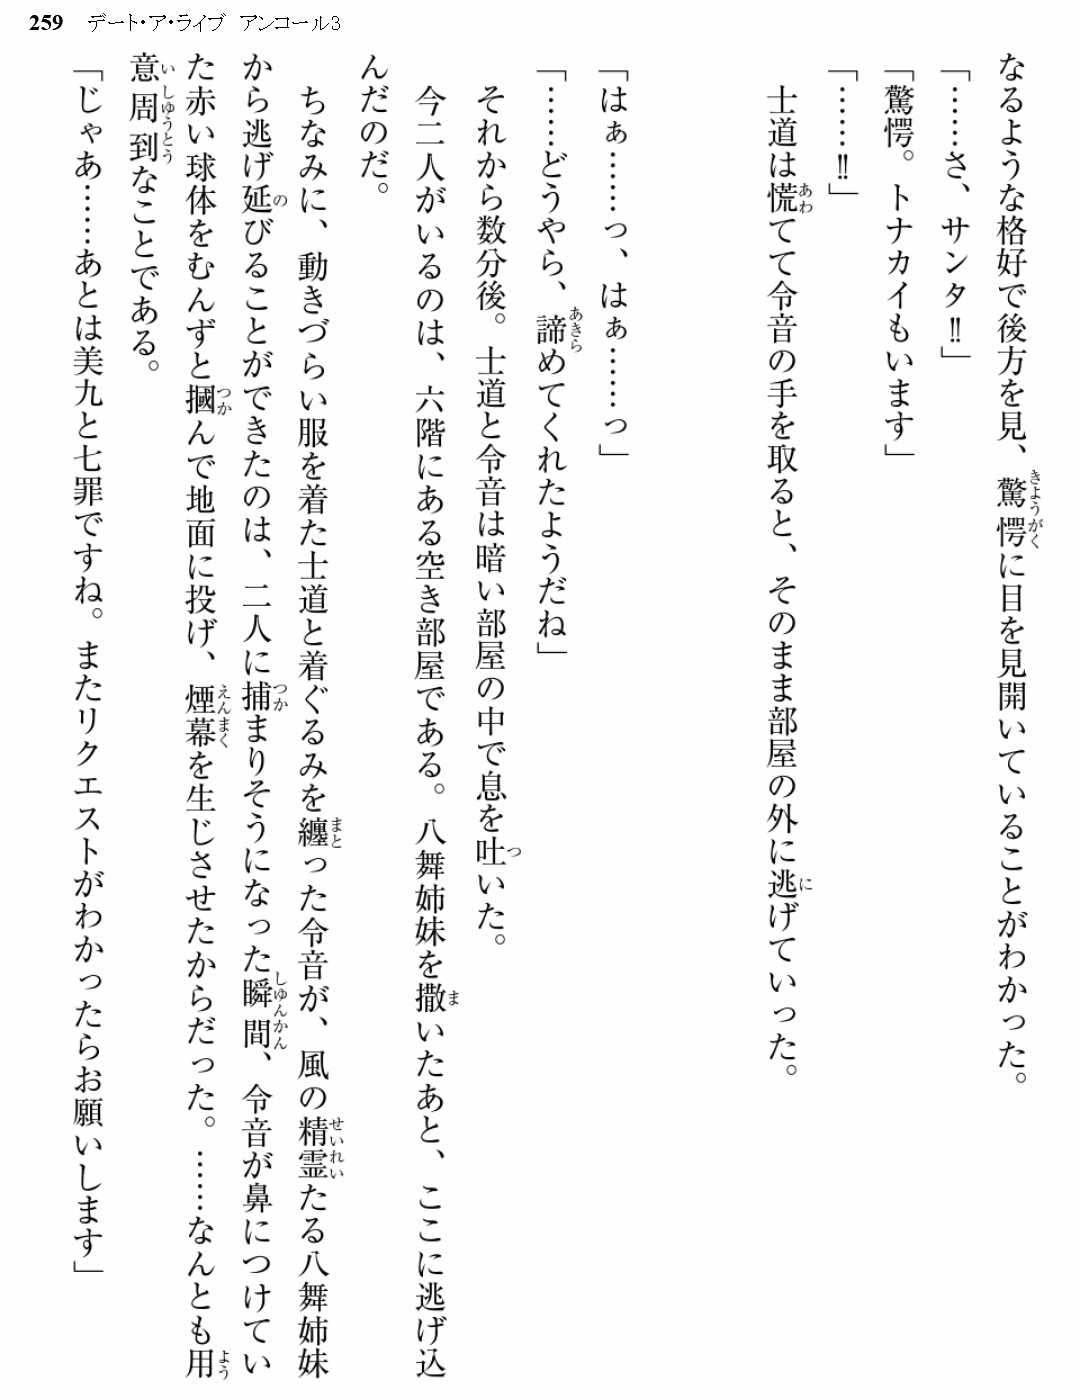 259 デート・ア・ライブ アンコール3
なるような格好で後方を見、驚愕に目を見開いていることがわかった。
「……さ、サンタ‼」
「驚愕。トナカイもいます」
「……‼」
士道は慌てて令音の手を取ると、そのまま部屋の外に逃げていった。
「はぁ……っ、はぁ……っ」
「……どうやら、諦めてくれたようだね」
それから数分後。士道と令音は暗い部屋の中で息を吐いた。
今二人がいるのは、六階にある空き部屋である。八舞姉妹を撒いたあと、ここに逃げ込
んだのだ。
ちなみに、動きづらい服を着た士道と着ぐるみを纏った令音が、風の精霊たる八舞姉妹
から逃げ延びることができたのは、二人に捕まりそうになった瞬間、令音が鼻につけてい
た赤い球体をむんずと摑んで地面に投げ、煙幕を生じさせたからだった。……なんとも用
意周到なことである。
「じゃあ……あとは美九と七罪ですね。またリクエストがわかったらお願いします」